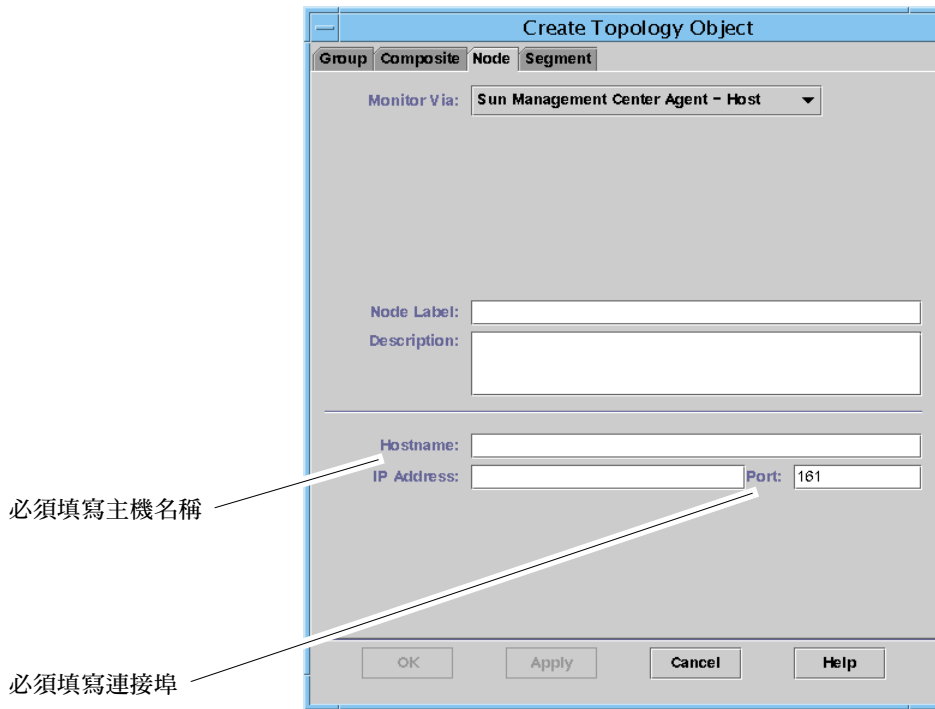 Create Topology Object
Group Composite Node Segment
Monitor Via: Sun Management Center Agent - Host
Node Label:
Description:
Hostname:
IP Address: Port: 161
必須填寫主機名稱
OK Apply Cancel Help
必須填寫連接埠